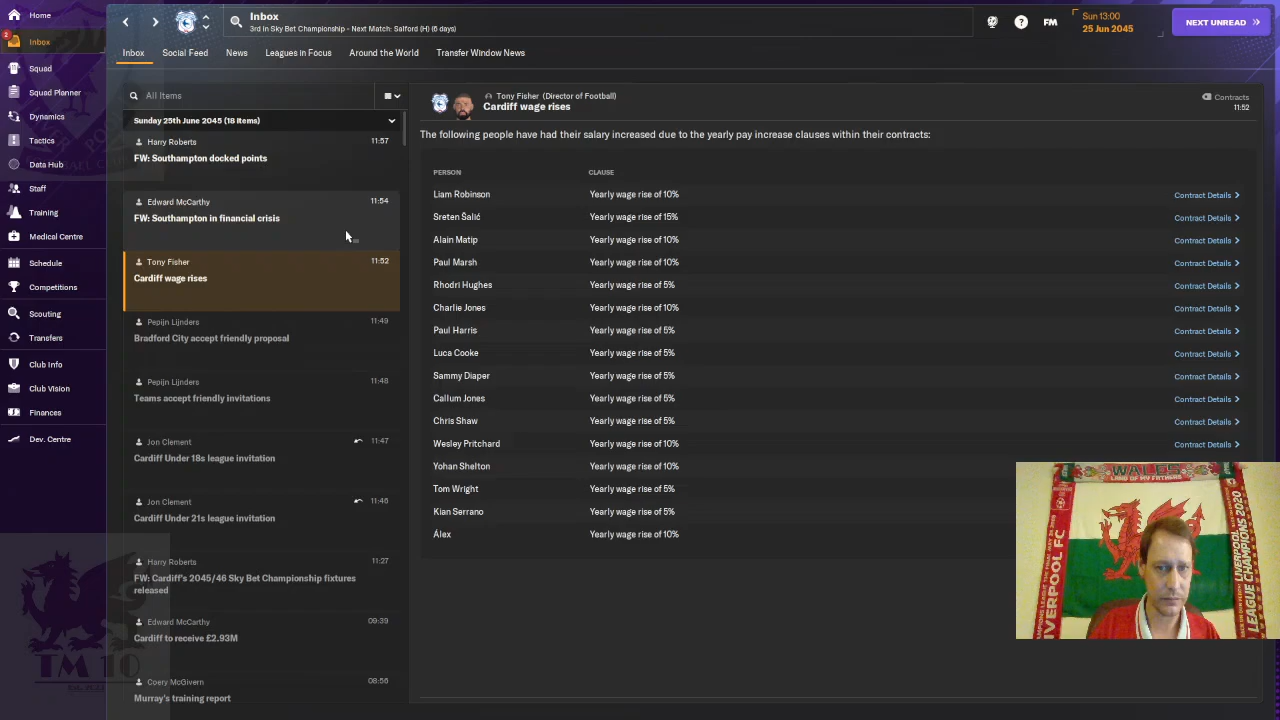 Home
Inbox
3rd in Sky Bet Championship - Next Match: Salford (H) (6 days)
FM
Sun 13:00
25 Jun 2045
NEXT UNREAD
2
Inbox
Inbox
Social Feed
News
Leagues in Focus
Around the World
Transfer Window News
Squad
Squad Planner
Dynamics
Tactics
Data Hub
Staff
Training
Medical Centre
Schedule
Competitions
Scouting
Transfers
Club Info
Club Vision
Finances
Dev. Centre
All Items
Sunday 25th June 2045 (18 Items)
Harry Roberts 11:57
FW: Southampton docked points
Edward McCarthy 11:54
FW: Southampton in financial crisis
Tony Fisher 11:52
Cardiff wage rises
Pepijn Lijnders 11:49
Bradford City accept friendly proposal
Pepijn Lijnders 11:48
Teams accept friendly invitations
Jon Clement 11:47
Cardiff Under 18s league invitation
Jon Clement 11:46
Cardiff Under 21s league invitation
Harry Roberts 11:27
FW: Cardiff's 2045/46 Sky Bet Championship fixtures
released
Edward McCarthy 09:39
Cardiff to receive £2.93M
Coery McGivern 08:56
Murray's training report
Tony Fisher (Director of Football)
Cardiff wage rises
Contracts
11:52
The following people have had their salary increased due to the yearly pay increase clauses within their contracts:
PERSON CLAUSE
Liam Robinson Yearly wage rise of 10% Contract Details
Sreten Šalić Yearly wage rise of 15% Contract Details
Alain Matip Yearly wage rise of 10% Contract Details
Paul Marsh Yearly wage rise of 10% Contract Details
Rhodri Hughes Yearly wage rise of 5% Contract Details
Charlie Jones Yearly wage rise of 10% Contract Details
Paul Harris Yearly wage rise of 5% Contract Details
Luca Cooke Yearly wage rise of 5% Contract Details
Sammy Diaper Yearly wage rise of 5% Contract Details
Callum Jones Yearly wage rise of 5% Contract Details
Chris Shaw Yearly wage rise of 5% Contract Details
Wesley Pritchard Yearly wage rise of 10% Contract Details
Yohan Shelton Yearly wage rise of 10%
Tom Wright Yearly wage rise of 5%
Kian Serrano Yearly wage rise of 5%
Álex Yearly wage rise of 10%
TM 10
WALES
LAND OF MY FATHERS
LIVERPOOL FC
LIVERPOOL
LEAGUE CHAMPIONS 2020